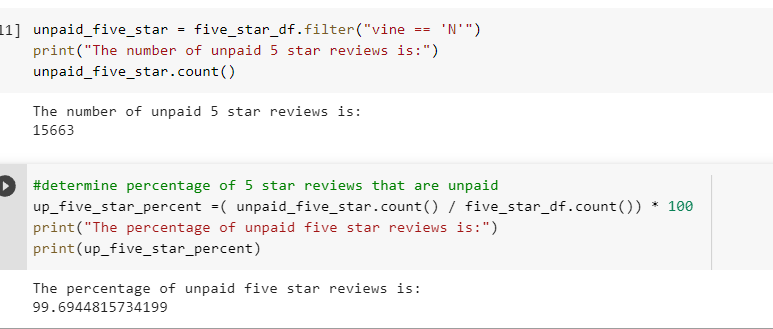 11] unpaid_five_star = five_star_df.filter("vine == 'N'")
print("The number of unpaid 5 star reviews is:")
unpaid_five_star.count()
The number of unpaid 5 star reviews is:
15663
#determine percentage of 5 star reviews that are unpaid
up_five_star_percent =( unpaid_five_star.count() / five_star_df.count()) * 100
print("The percentage of unpaid five star reviews is:")
print(up_five_star_percent)
The percentage of unpaid five star reviews is:
99.6944815734199